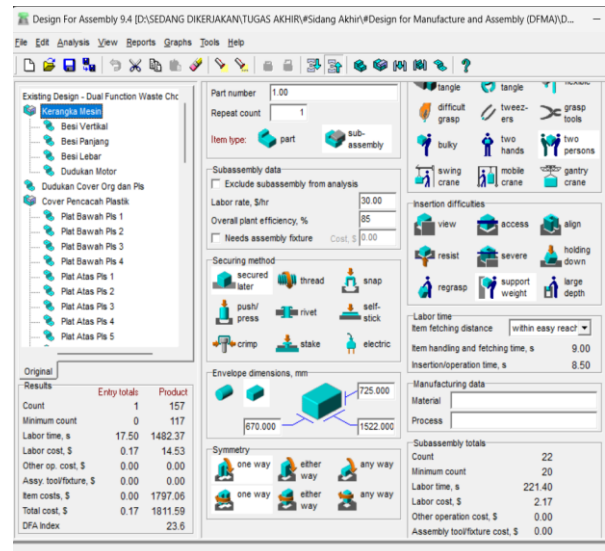 Design For Assembly 9.4 [D:\SEDANG DIKERJAKAN\TUGAS AKHIR\#Sidang Akhir\#Design for Manufacture and Assembly (DFMA)\D...
File Edit Analysis View Reports Graphs Tools Help
Existing Design - Dual Function Waste Chc
Kerangka Mesin
Besi Vertikal
Besi Panjang
Besi Lebar
Dudukan Motor
Dudukan Cover Org dan Pls
Cover Pencacah Plastik
Plat Bawah Pls 1
Plat Bawah Pls 2
Plat Bawah Pls 3
Plat Bawah Pls 4
Plat Atas Pls 1
Plat Atas Pls 2
Plat Atas Pls 3
Plat Atas Pls 4
Plat Atas Pls 5
Original
Results
Entry totals Product
Count 1 157
Minimum count 0 117
Labor time, s 17.50 1482.37
Labor cost, $ 0.17 14.53
Other op. cost, $ 0.00 0.00
Assy. tool/fixture, $ 0.00 0.00
Item costs, $ 0.00 1797.06
Total cost, $ 0.17 1811.59
DFA Index 23.6
Part number 1.00
Repeat count 1
Item type: part sub-assembly
Subassembly data
Exclude subassembly from analysis
Labor rate, $/hr 30.00
Overall plant efficiency, % 85
Needs assembly fixture Cost, $ 0.00
Securing method
secured later thread snap
push/press rivet self-stick
crimp stake electric
Envelope dimensions, mm
725.000
670.000 1522.000
Symmetry
one way either way any way
one way either way any way
tangle tangle flexible
difficult grasp tweezers grasp tools
bulky two hands two persons
swing crane mobile crane gantry crane
Insertion difficulties
view access align
resist severe holding down
regrasp support weight large depth
Labor time
Item fetching distance within easy reach
Item handling and fetching time, s 9.00
Insertion/operation time, s 8.50
Manufacturing data
Material
Process
Subassembly totals
Count 22
Minimum count 20
Labor time, s 221.40
Labor cost, $ 2.17
Other operation cost, $ 0.00
Assembly tool/fixture cost, $ 0.00